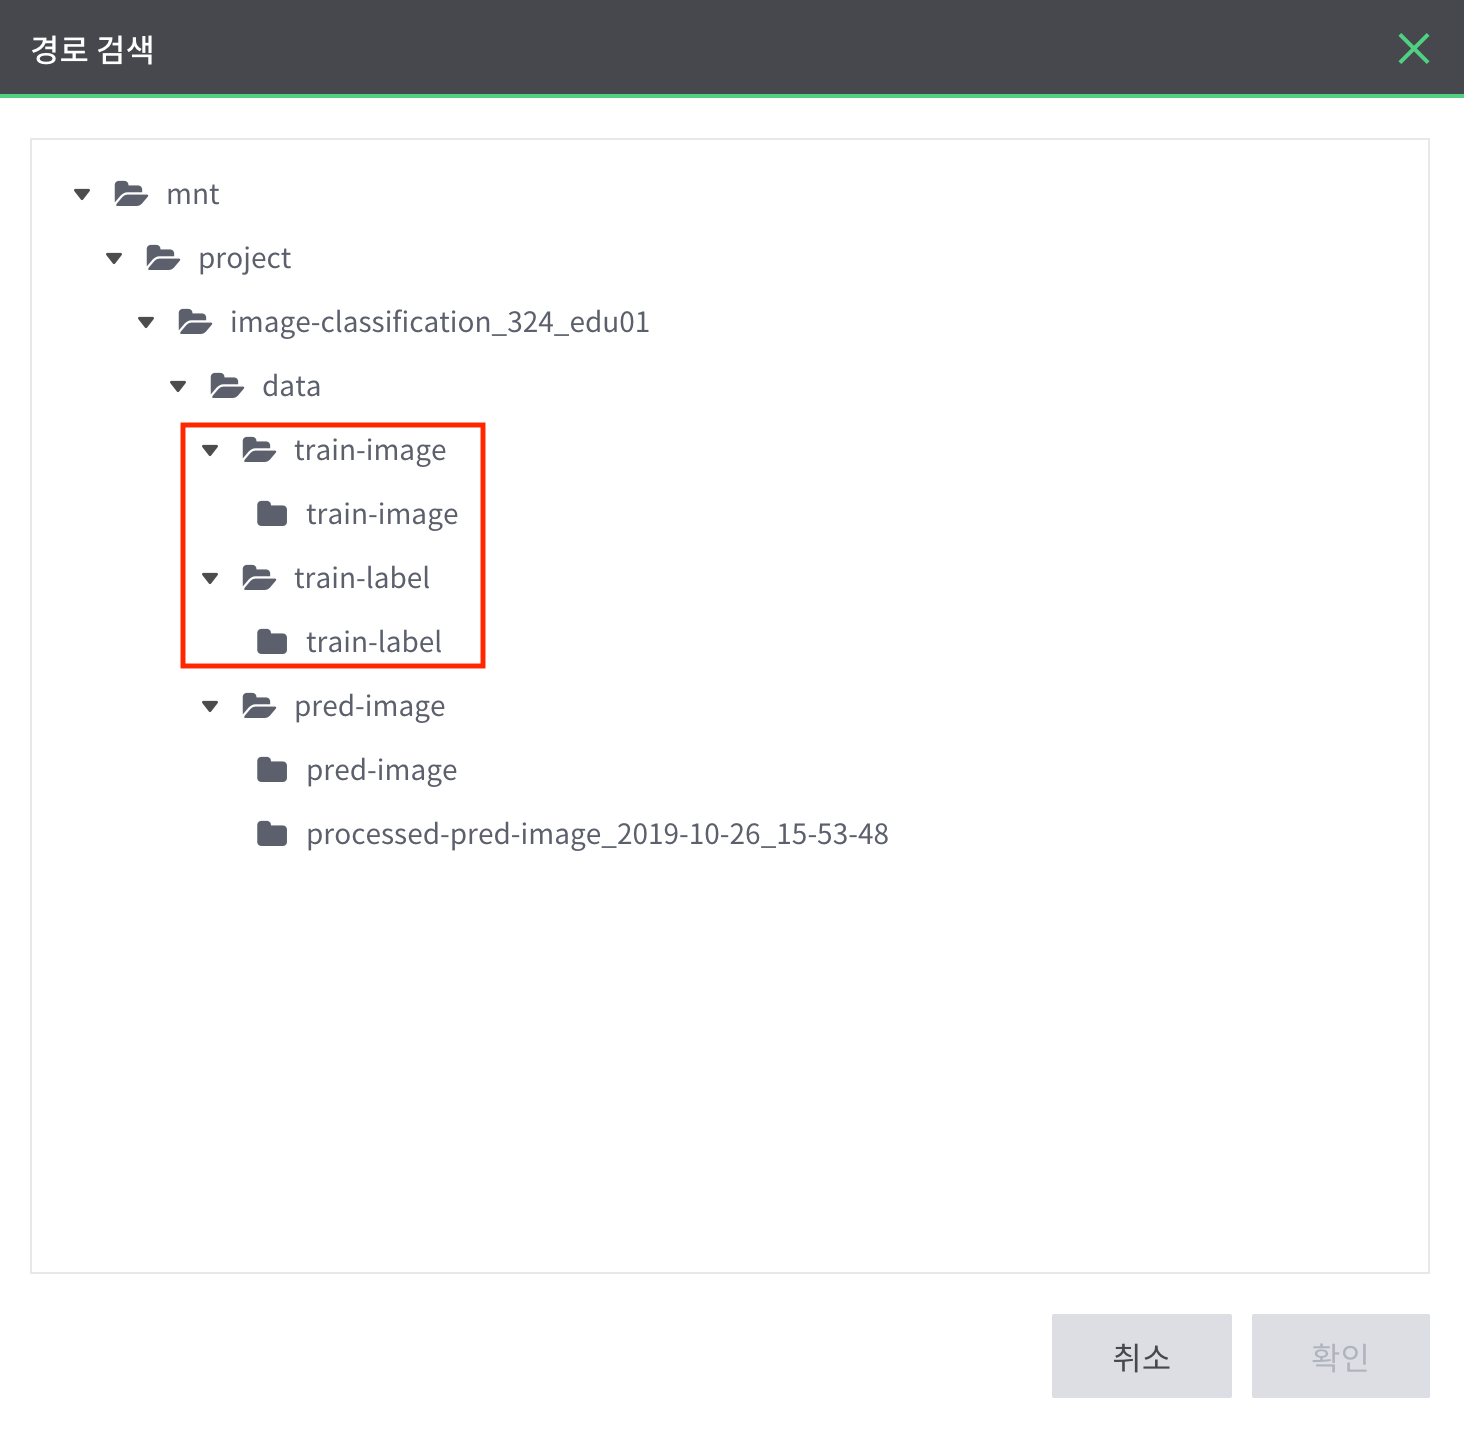 경로 검색
mnt
project
image-classification_324_edu01
data
train-image
train-image
train-label
train-label
pred-image
pred-image
processed-pred-image_2019-10-26_15-53-48
취소
확인